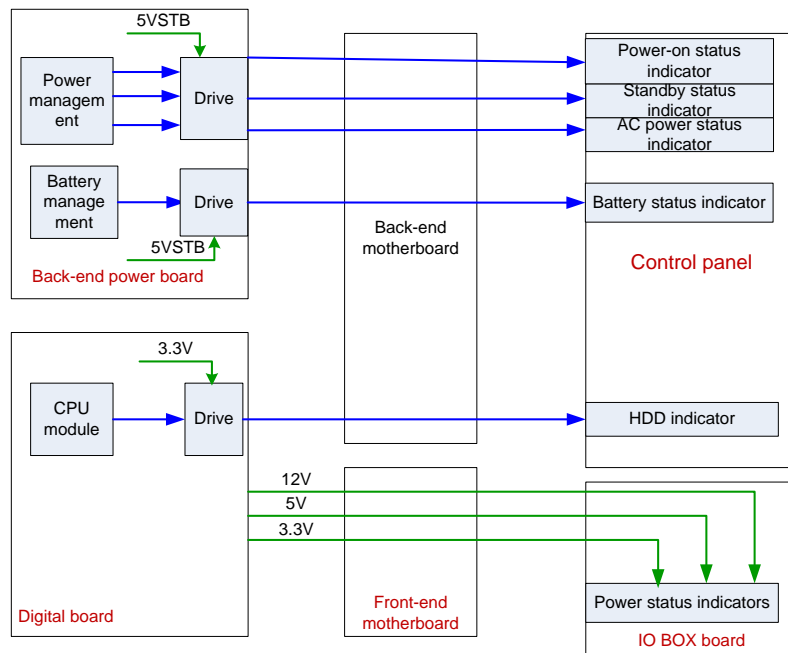 5VSTB
Power
managem
ent
Drive
Power-on status
indicator
Standby status
indicator
AC power status
indicator
Battery
manage
ment
Drive
Battery status indicator
5VSTB
Back-end power board
Back-end
motherboard
Control panel
3.3V
CPU
module
Drive
HDD indicator
12V
5V
3.3V
Power status indicators
Digital board
Front-end
motherboard
IO BOX board